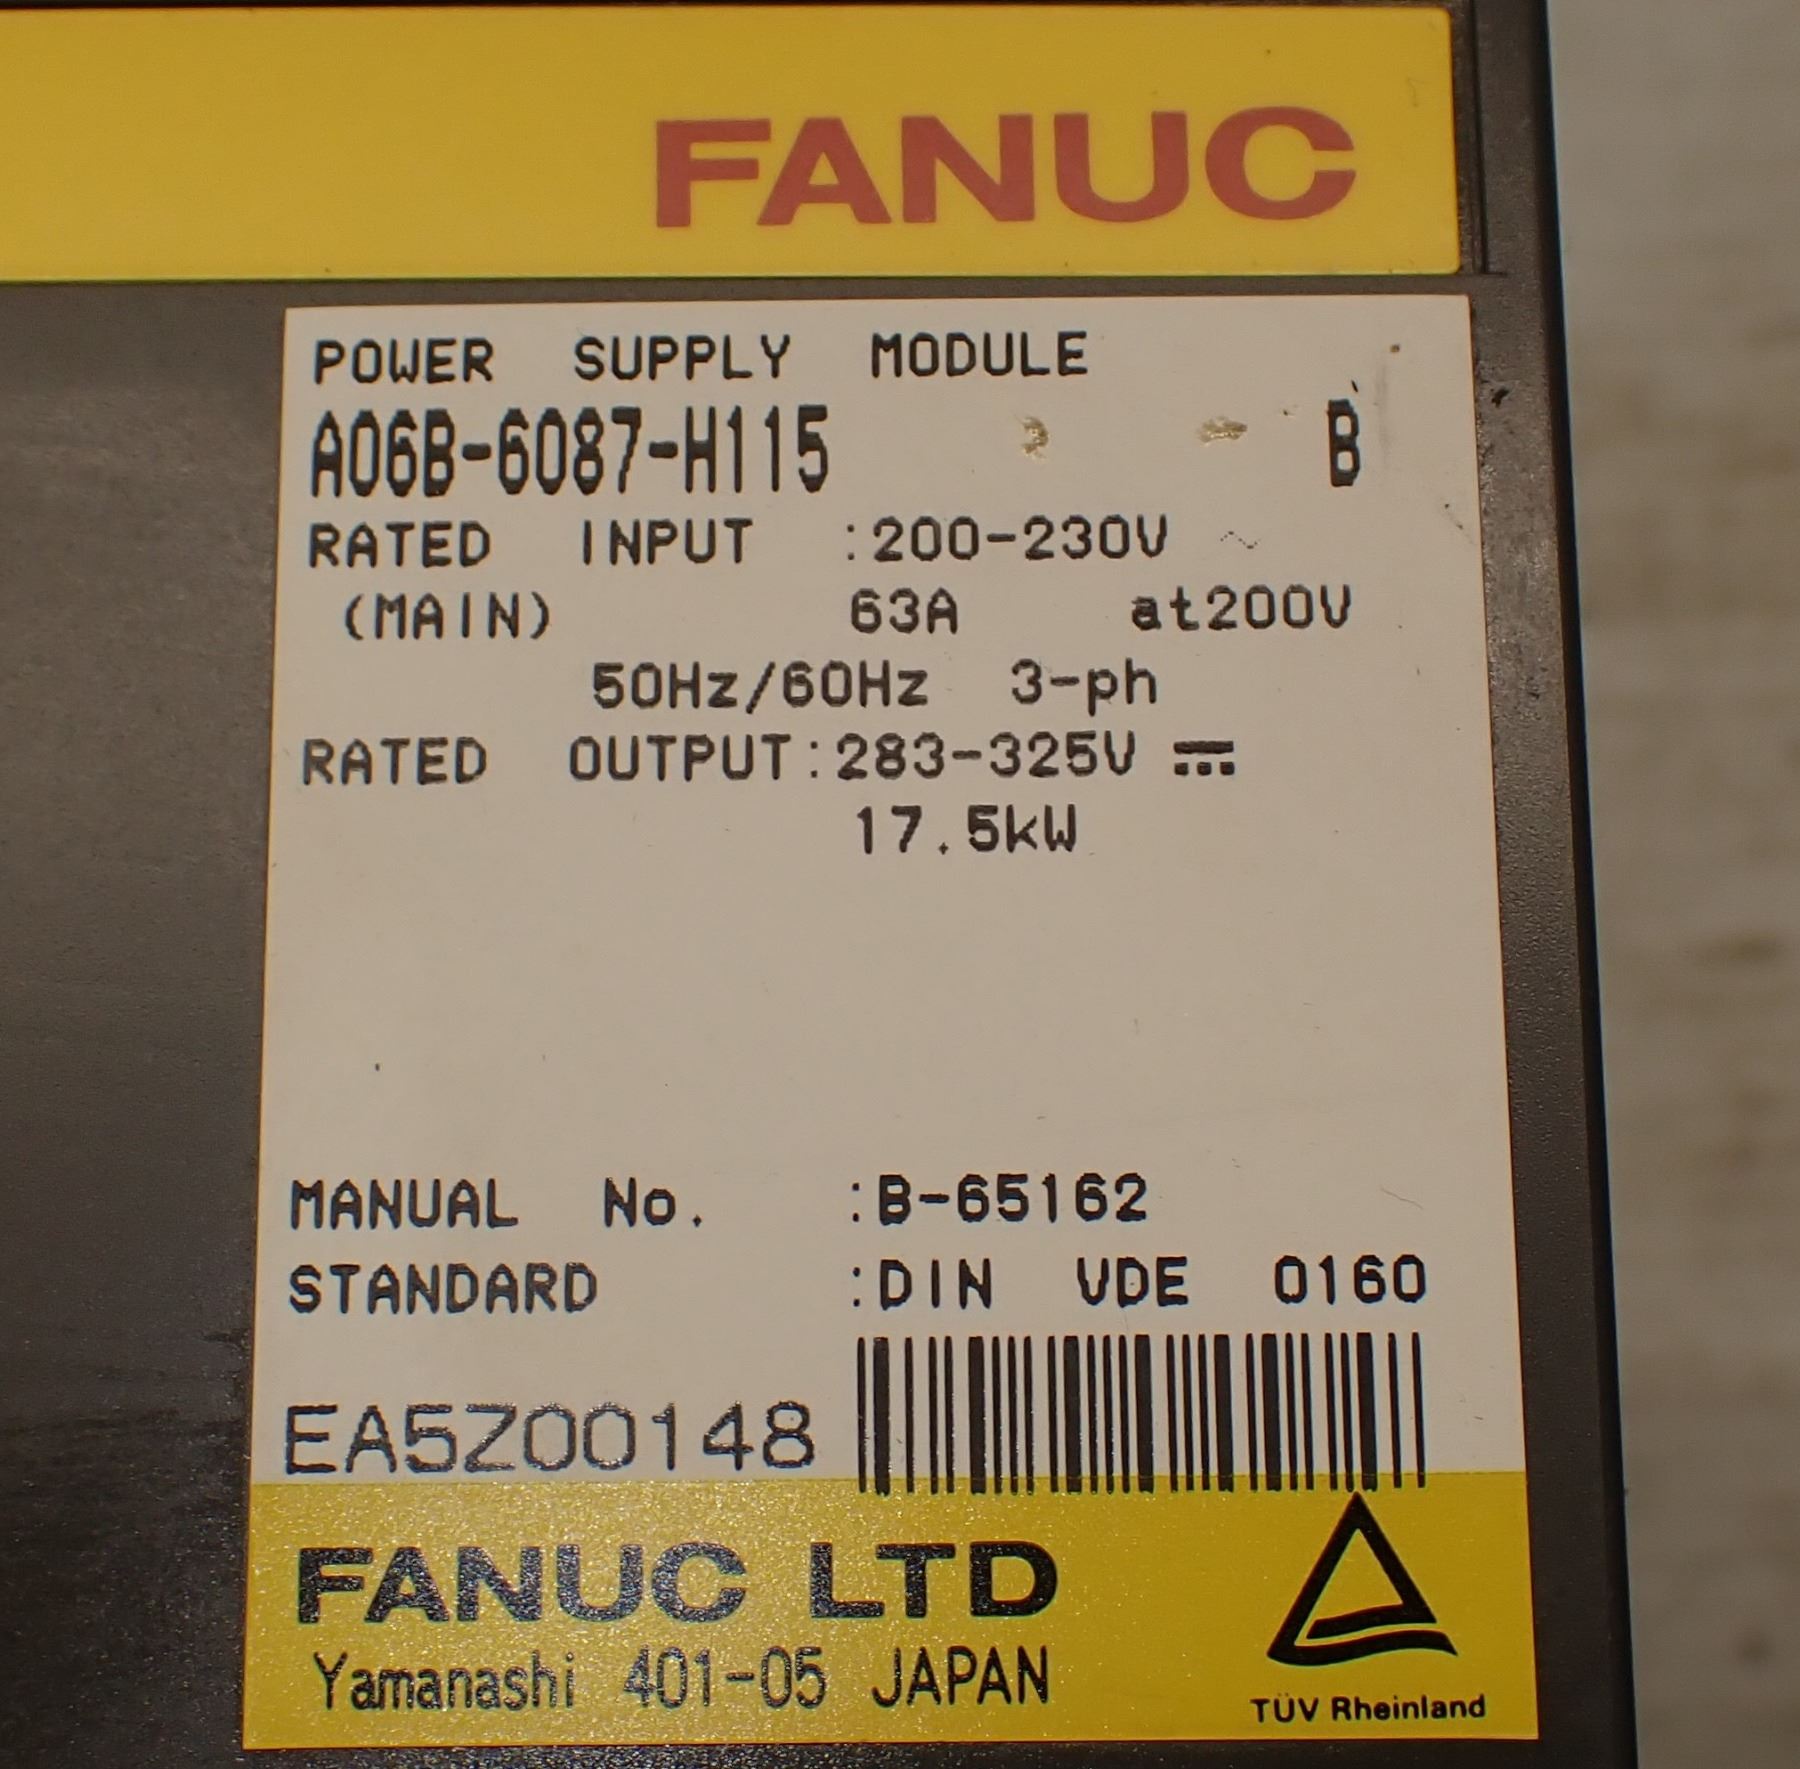 FANUC
POWER SUPPLY MODULE
A06B-6087-H115 B
RATED INPUT :200-230V ~
(MAIN) 63A at200V
50Hz/60Hz 3-ph
RATED OUTPUT:283-325V ⎓
17.5kW
MANUAL No. :B-65162
STANDARD :DIN VDE 0160
EA5Z00148
FANUC LTD
Yamanashi 401-05 JAPAN
TÜV Rheinland